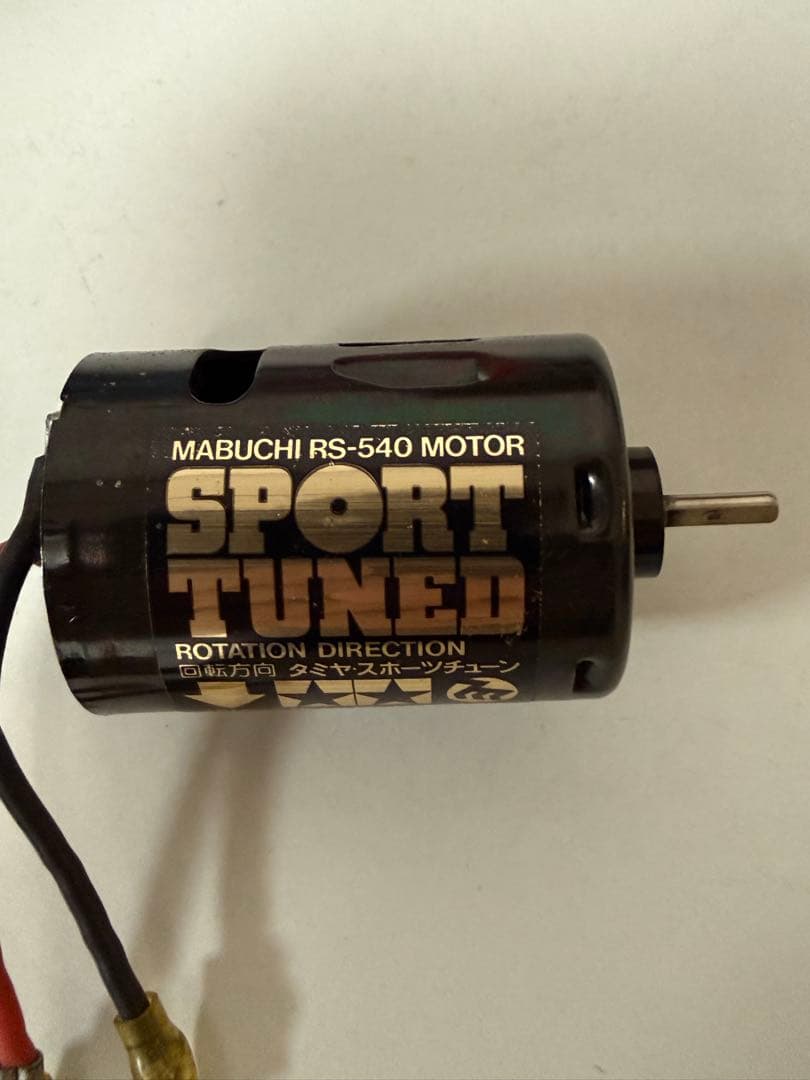 MABUCHI RS-540 MOTOR
SPORT
TUNED
ROTATION DIRECTION
回転方向 タミヤ・スポーツチューン